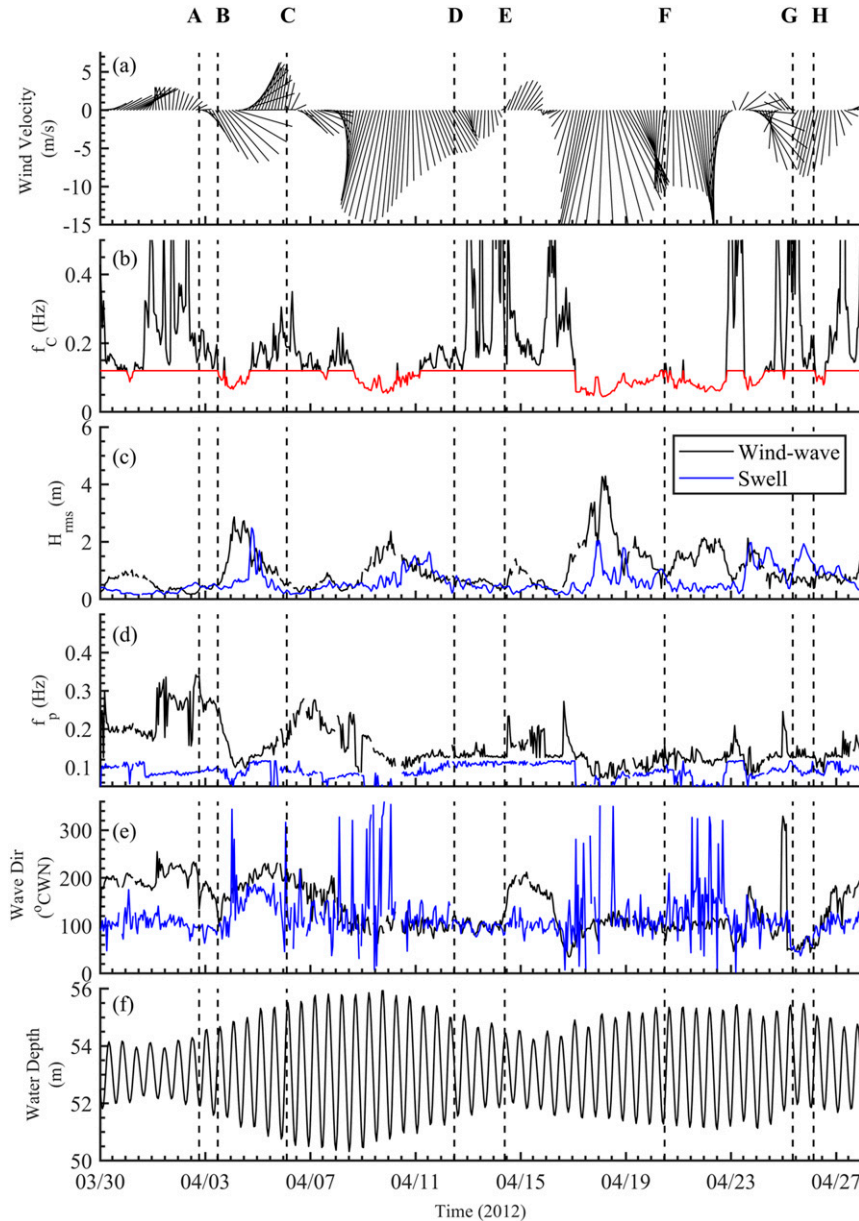 A B C D E F G H
(a)
Wind Velocity
(m/s)
5
0
-5
-10
-15
(b)
f_C (Hz)
0.4
0.2
0
(c)
H_rms (m)
6
4
2
0
Wind-wave
Swell
(d)
f_p (Hz)
0.4
0.3
0.2
0.1
(e)
Wave Dir
(°CWN)
300
200
100
0
(f)
Water Depth
(m)
56
54
52
50
03/30 04/03 04/07 04/11 04/15 04/19 04/23 04/27
Time (2012)